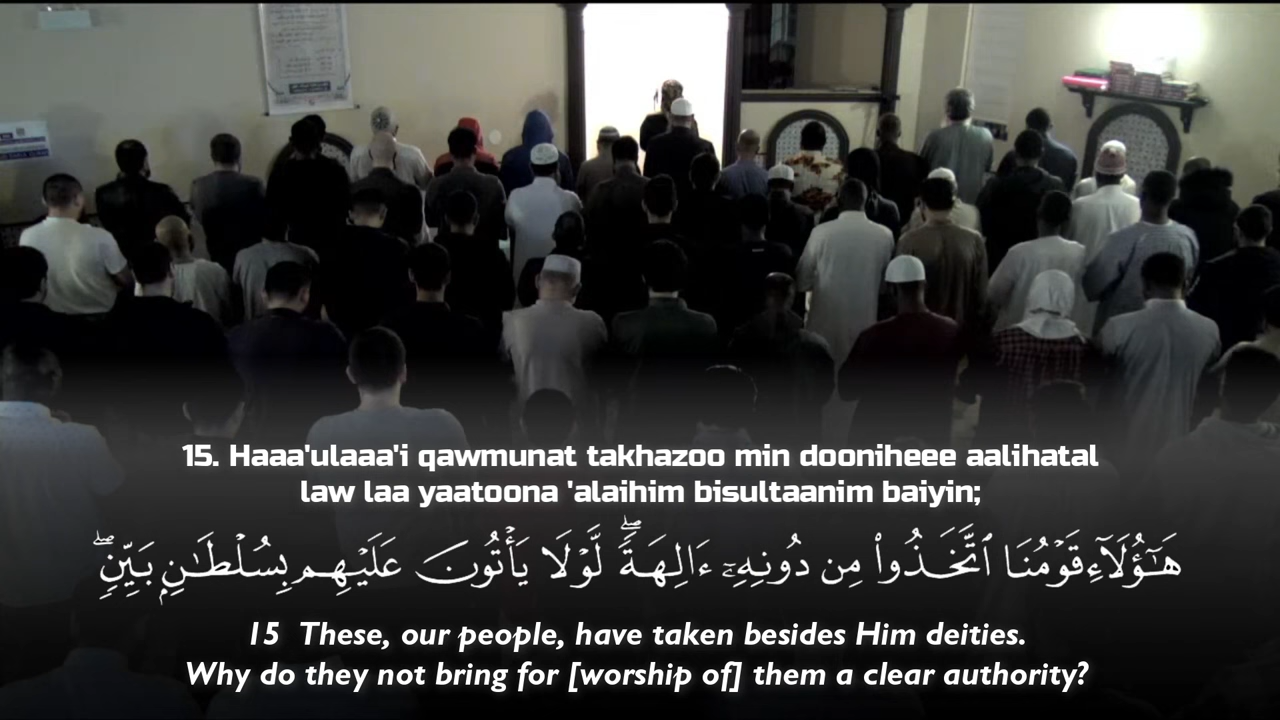 15. Haaa'ulaaa'i qawmunat takhazoo min dooniheee aalihatal
law laa yaatoona 'alaihim bisultaanim baiyin;
هَـٰٓؤُلَآءِ قَوۡمُنَا ٱتَّخَذُواْ مِن دُونِهِۦٓ ءَالِهَةٗۖ لَّوۡلَا يَأۡتُونَ عَلَيۡهِم بِسُلۡطَٰنِۭ بَيِّنٖۖ
15 These, our people, have taken besides Him deities.
Why do they not bring for [worship of] them a clear authority?